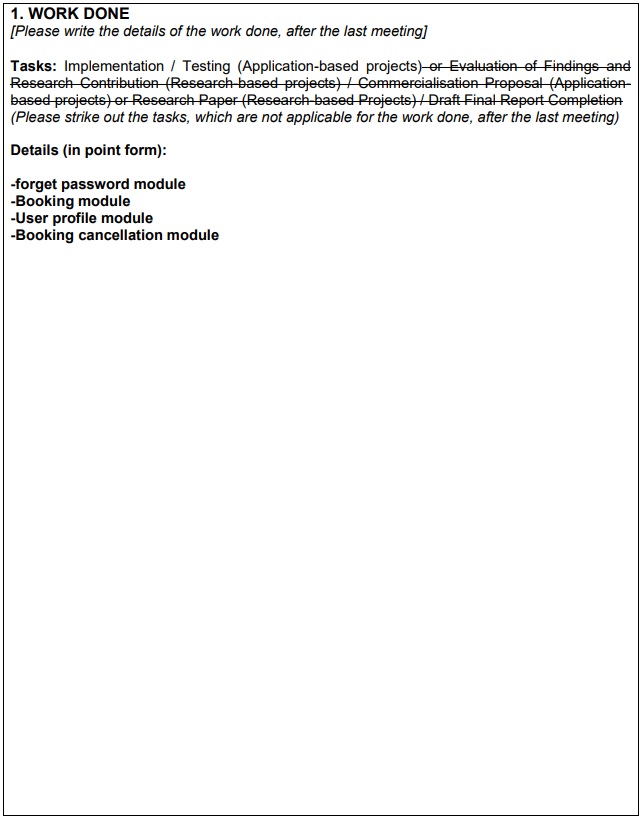 1. WORK DONE
[Please write the details of the work done, after the last meeting]
Tasks: Implementation / Testing (Application-based projects) or Evaluation of Findings and
Research Contribution (Research-based projects) / Commercialisation Proposal (Application-
based projects) or Research Paper (Research-based Projects) / Draft Final Report Completion
(Please strike out the tasks, which are not applicable for the work done, after the last meeting)
Details (in point form):
-forget password module
-Booking module
-User profile module
-Booking cancellation module